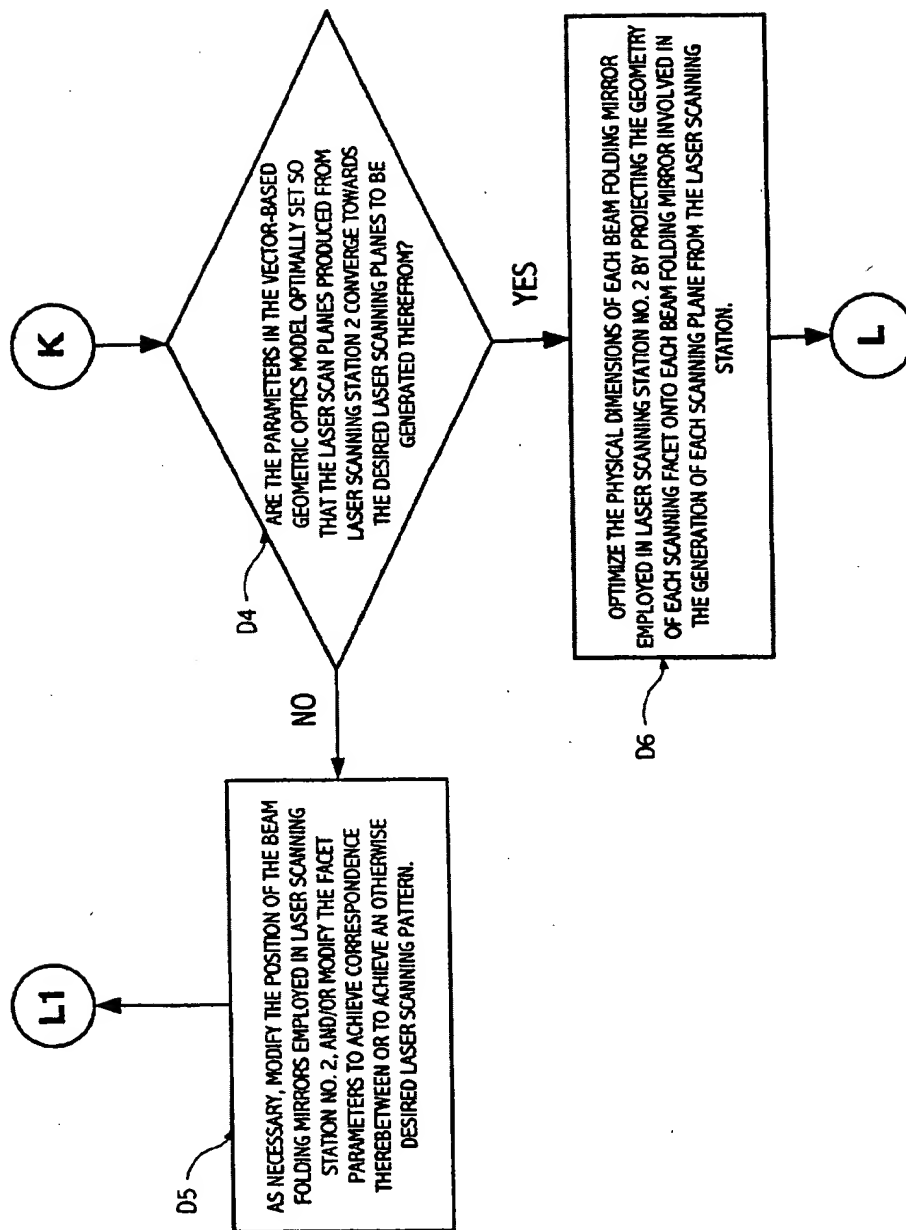 K
ARE THE PARAMETERS IN THE VECTOR-BASED
GEOMETRIC OPTICS MODEL OPTIMALLY SET SO
THAT THE LASER SCAN PLANES PRODUCED FROM
LASER SCANNING STATION 2 CONVERGE TOWARDS
THE DESIRED LASER SCANNING PLANES TO BE
GENERATED THEREFROM?
D4
NO
YES
L1
AS NECESSARY, MODIFY THE POSITION OF THE BEAM
FOLDING MIRRORS EMPLOYED IN LASER SCANNING
STATION NO. 2, AND/OR MODIFY THE FACET
PARAMETERS TO ACHIEVE CORRESPONDENCE
THEREBETWEEN OR TO ACHIEVE AN OTHERWISE
DESIRED LASER SCANNING PATTERN.
D5
OPTIMIZE THE PHYSICAL DIMENSIONS OF EACH BEAM FOLDING MIRROR
EMPLOYED IN LASER SCANNING STATION NO. 2 BY PROJECTING THE GEOMETRY
OF EACH SCANNING FACET ONTO EACH BEAM FOLDING MIRROR INVOLVED IN
THE GENERATION OF EACH SCANNING PLANE FROM THE LASER SCANNING
STATION.
D6
L